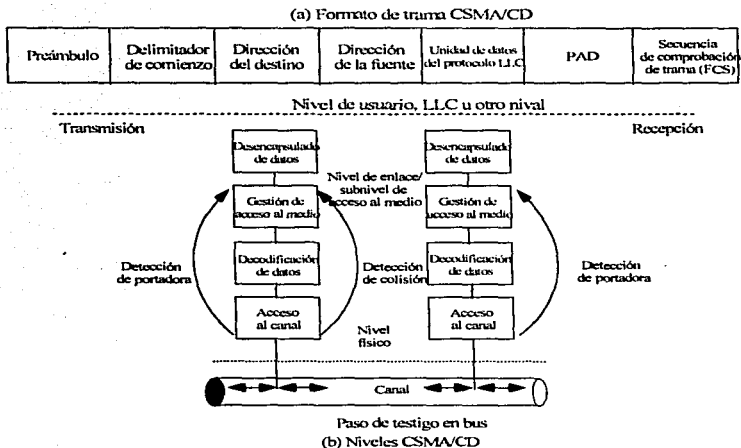 (a) Formato de trama CSMA/CD
Preámbulo
Delimitador
de comienzo
Dirección
del destino
Dirección
de la fuente
Unidad de datos
del protocolo LLC
PAD
Secuencia
de comprobación
de trama (FCS)
Nivel de usuario, LLC u otro nival
Transmisión
Recepción
Desencapsulado
de datos
Desencapsulado
de datos
Nivel de enlace/
subnivel de
acceso al medio
Gestión de
acceso al medio
Gestión de
acceso al medio
Detección
de portadora
Decodificación
de datos
Detección
de colisión
Decodificación
de datos
Detección
de portadora
Acceso
al canal
Acceso
al canal
Nivel
físico
Canal
Paso de testigo en bus
(b) Niveles CSMA/CD